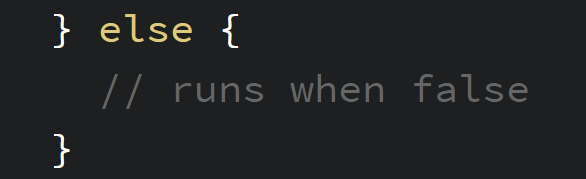 } else {
// runs when false
}